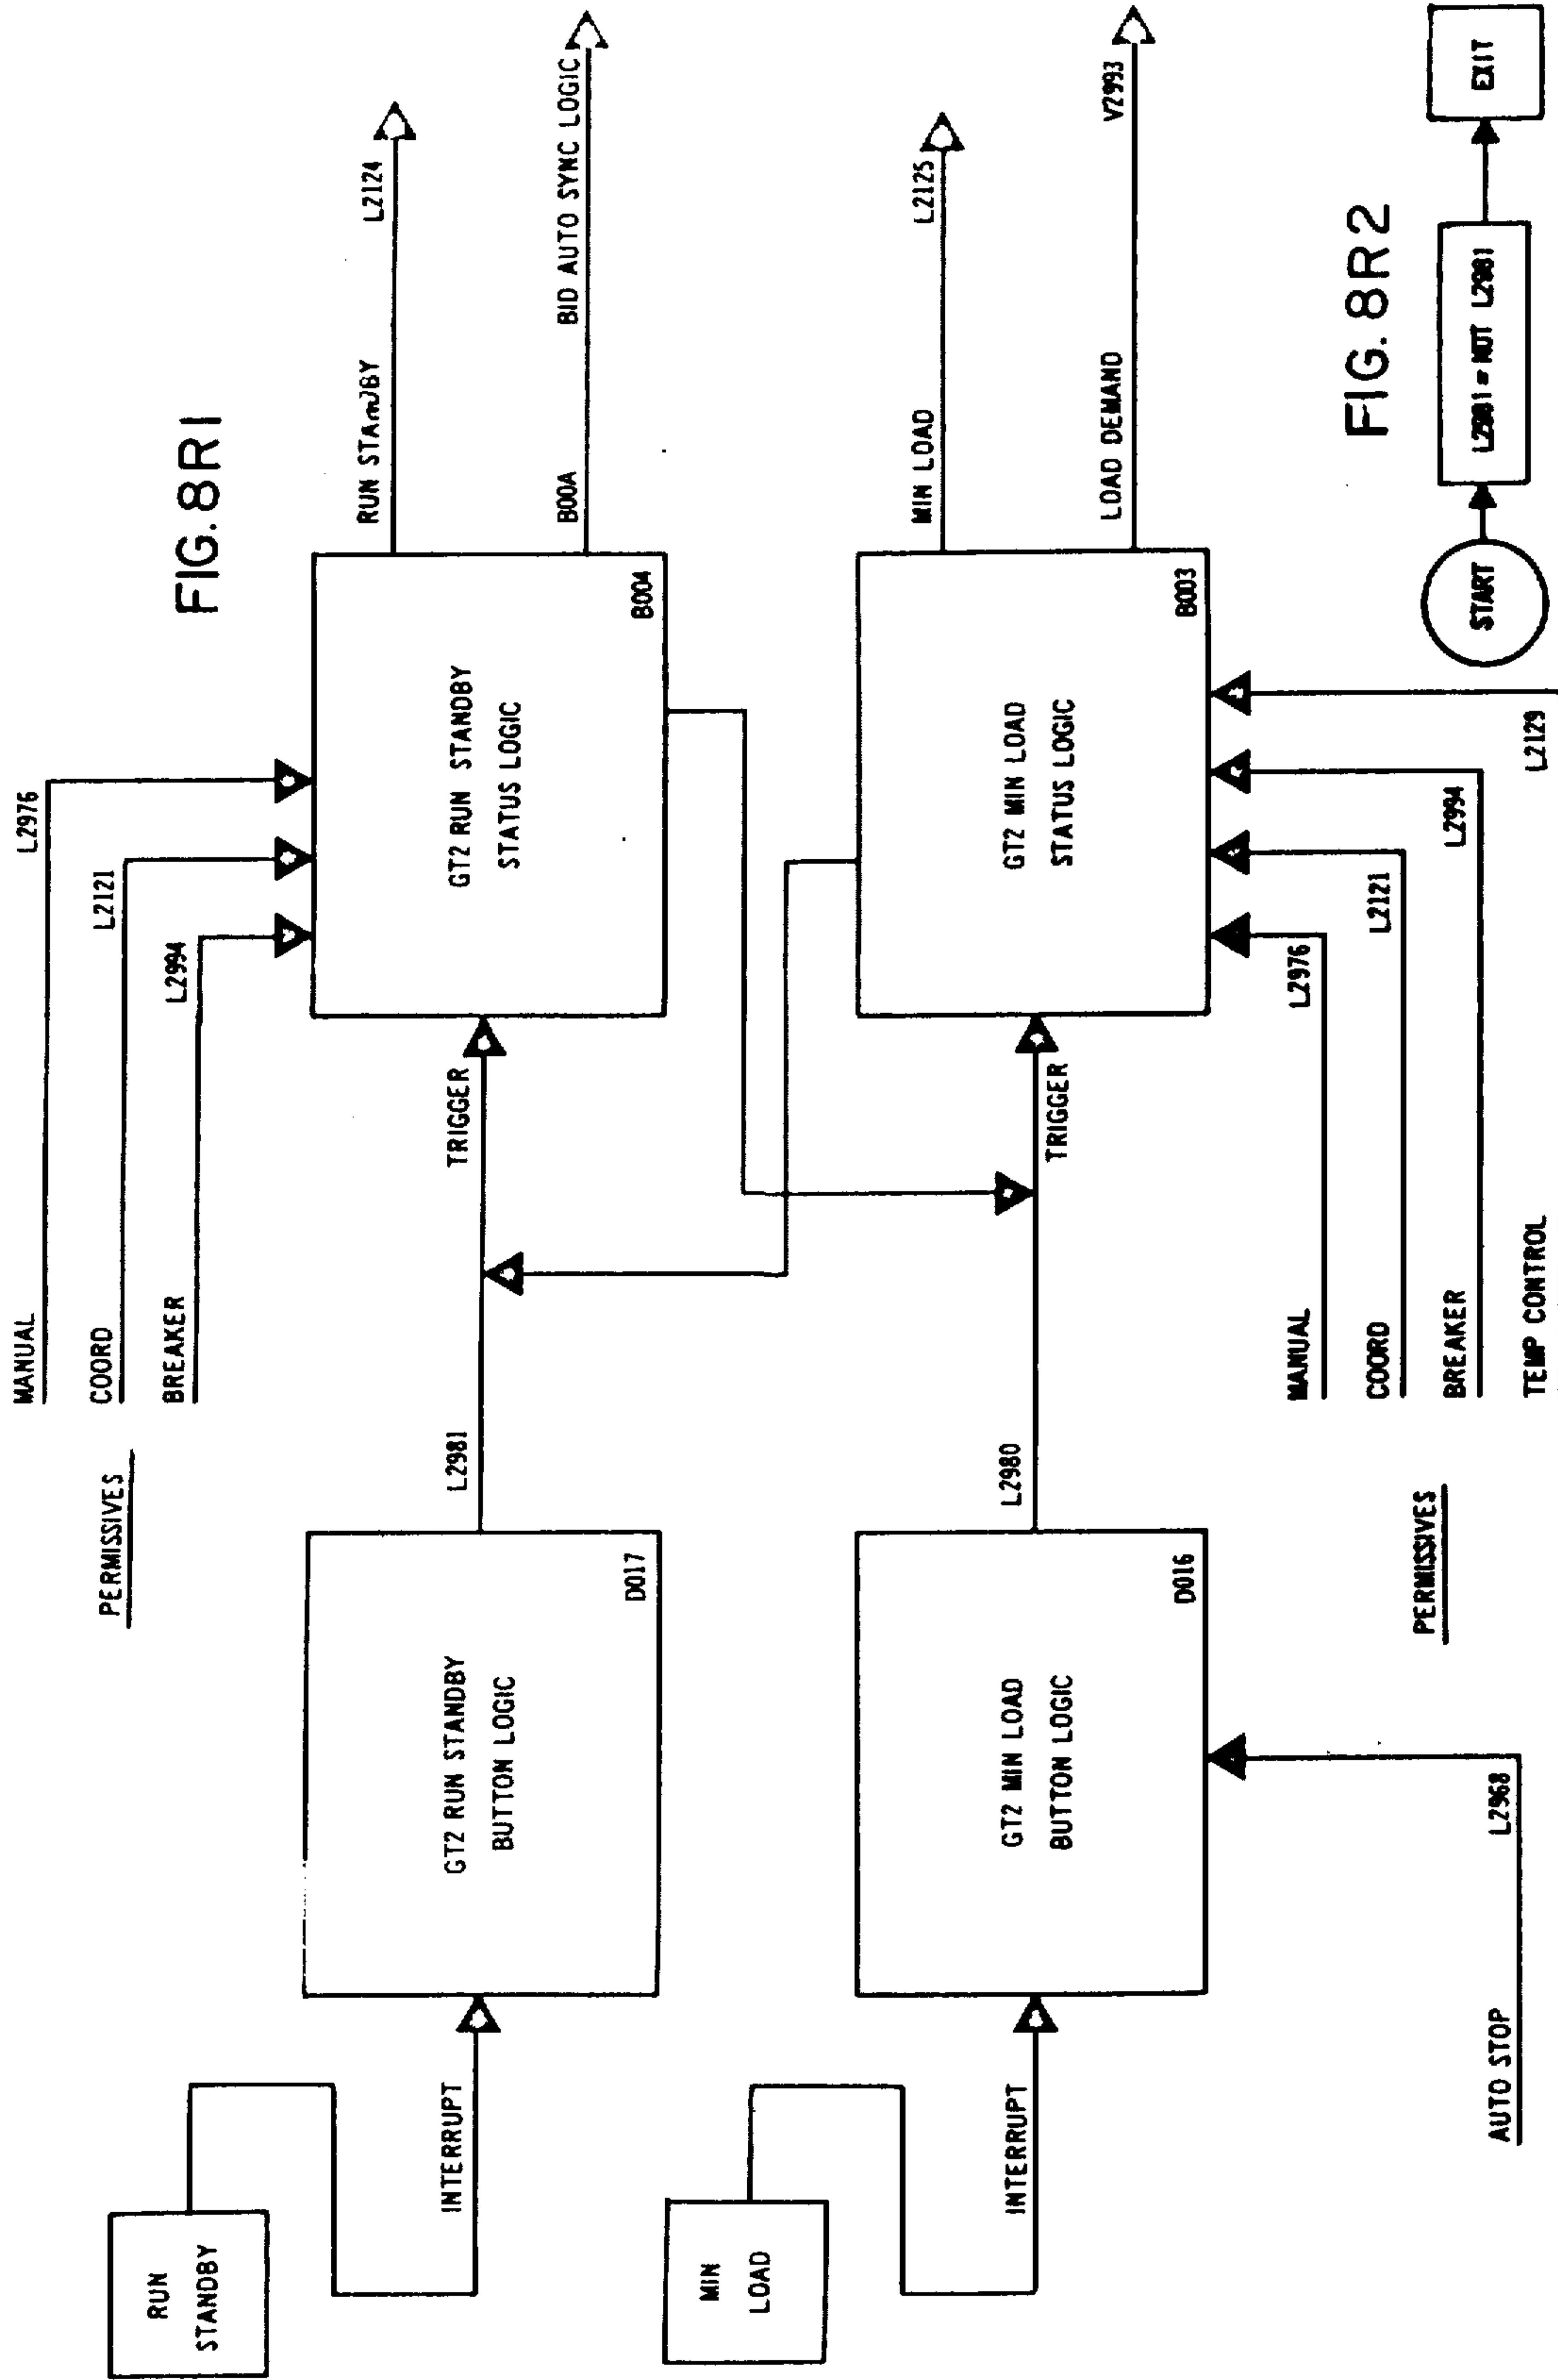 FIG.8R1
MANUAL
L2976
COORD
L2121
PERMISSIVES
BREAKER
L2994
RUN
STANDBY
INTERRUPT
GT2 RUN STANDBY
BUTTON LOGIC
D017
L2981
TRIGGER
GT2 RUN STANDBY
STATUS LOGIC
B004
RUN STANDBY
L2124
B00A
BID AUTO SYNC LOGIC
MIN
LOAD
INTERRUPT
GT2 MIN LOAD
BUTTON LOGIC
D016
L2980
TRIGGER
GT2 MIN LOAD
STATUS LOGIC
B003
MIN LOAD
L2125
LOAD DEMAND
V2993
AUTO STOP
L2968
PERMISSIVES
MANUAL
L2976
COORD
L2121
BREAKER
L2994
TEMP CONTROL
L2129
FIG.8R2
START
L2981 = NOT L2981
EXIT